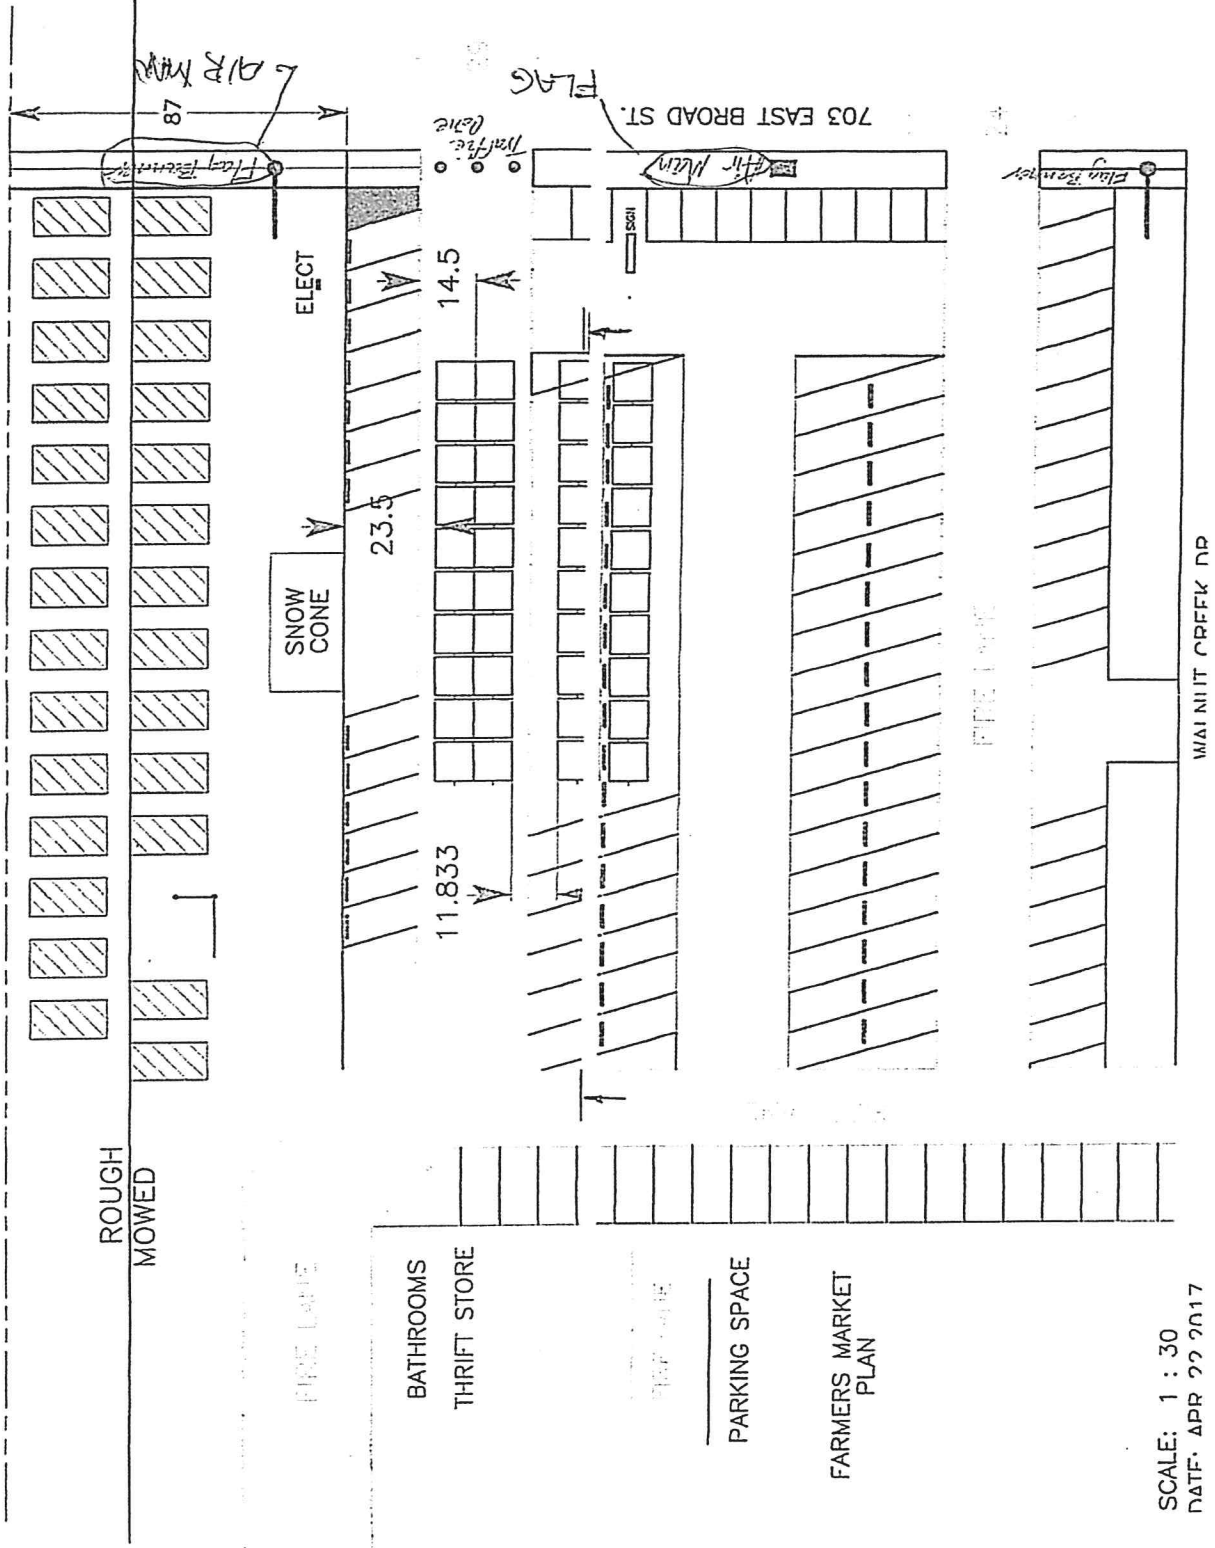 AIR MAN
87
Flag Banner
Traffic
Cone
FLAG
703 EAST BROAD ST.
Air Man
Flag Banner
ELECT
14.5
SIGN
23.5
SNOW
CONE
11.833
FIRE LANE
WALNUT CREEK DR
ROUGH
MOWED
FIRE LANE
BATHROOMS
THRIFT STORE
FIRE LANE
PARKING SPACE
FARMERS MARKET
PLAN
SCALE: 1 : 30
DATE: APR 22 2017